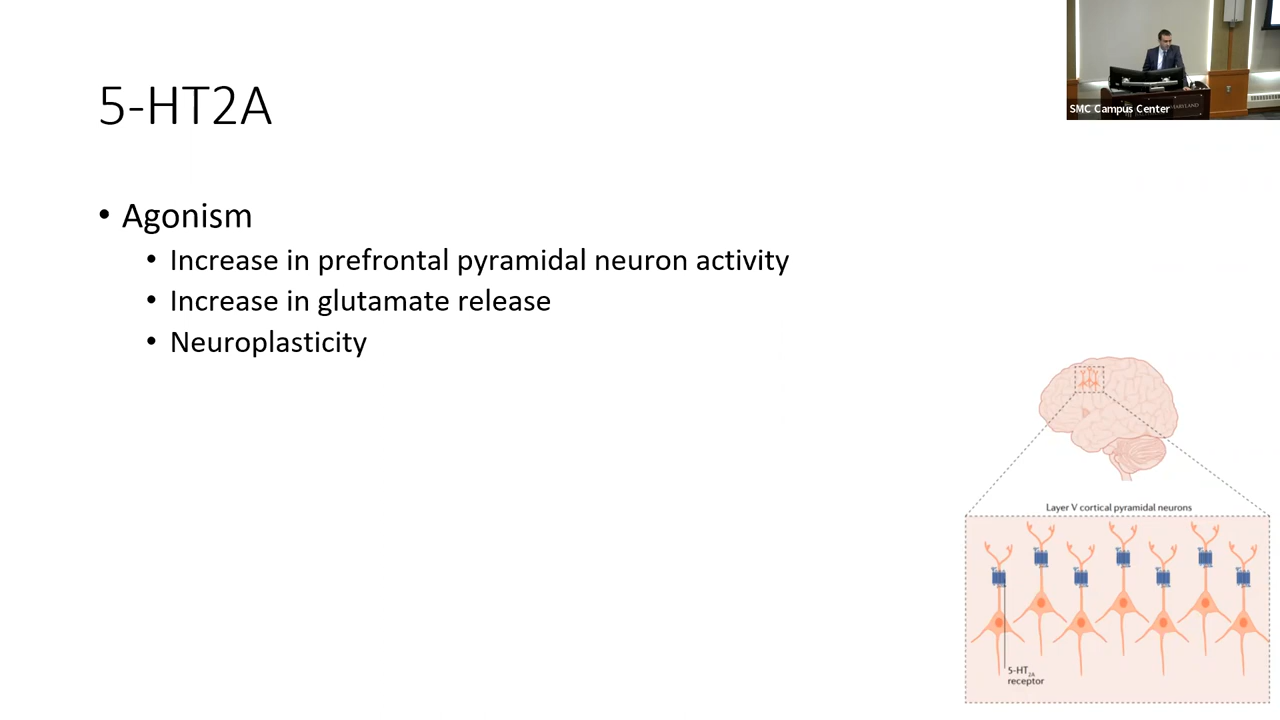 5-HT2A
SMC Campus Center
MARYLAND
• Agonism
• Increase in prefrontal pyramidal neuron activity
• Increase in glutamate release
• Neuroplasticity
Layer V cortical pyramidal neurons
5-HT2A
receptor